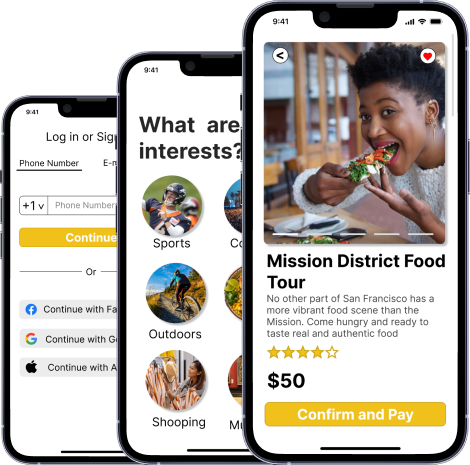 9:41
Log in or Sig
Phone Number
E-m
+1 v
Phone Number
Continue
Or
Continue with Fa
Continue with Go
Continue with A
9:41
What are
interests?
Sports
Co
Outdoors
Shooping
Mu
9:41
<
Mission District Food
Tour
No other part of San Francisco has a
more vibrant food scene than the
Mission. Come hungry and ready to
taste real and authentic food
$50
Confirm and Pay